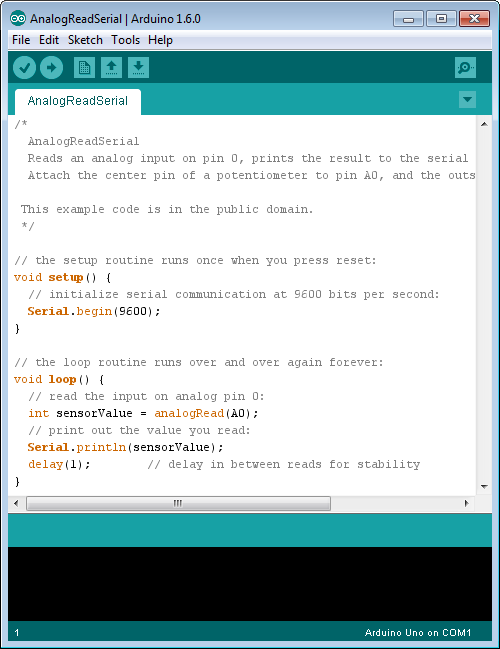 AnalogReadSerial | Arduino 1.6.0
File Edit Sketch Tools Help
AnalogReadSerial
/*
  AnalogReadSerial
  Reads an analog input on pin 0, prints the result to the serial
  Attach the center pin of a potentiometer to pin A0, and the outs

 This example code is in the public domain.
 */

// the setup routine runs once when you press reset:
void setup() {
  // initialize serial communication at 9600 bits per second:
  Serial.begin(9600);
}

// the loop routine runs over and over again forever:
void loop() {
  // read the input on analog pin 0:
  int sensorValue = analogRead(A0);
  // print out the value you read:
  Serial.println(sensorValue);
  delay(1);        // delay in between reads for stability
}
1
Arduino Uno on COM1